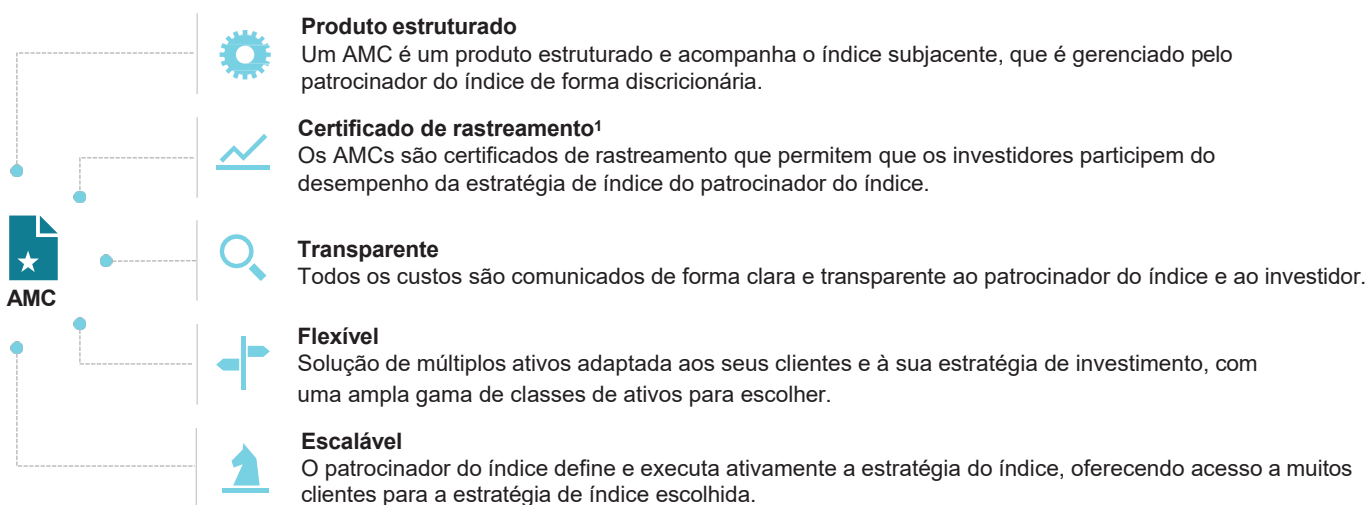 Produto estruturado
Um AMC é um produto estruturado e acompanha o índice subjacente, que é gerenciado pelo
patrocinador do índice de forma discricionária.
Certificado de rastreamento¹
Os AMCs são certificados de rastreamento que permitem que os investidores participem do
desempenho da estratégia de índice do patrocinador do índice.
Transparente
Todos os custos são comunicados de forma clara e transparente ao patrocinador do índice e ao investidor.
AMC
Flexível
Solução de múltiplos ativos adaptada aos seus clientes e à sua estratégia de investimento, com
uma ampla gama de classes de ativos para escolher.
Escalável
O patrocinador do índice define e executa ativamente a estratégia do índice, oferecendo acesso a muitos
clientes para a estratégia de índice escolhida.